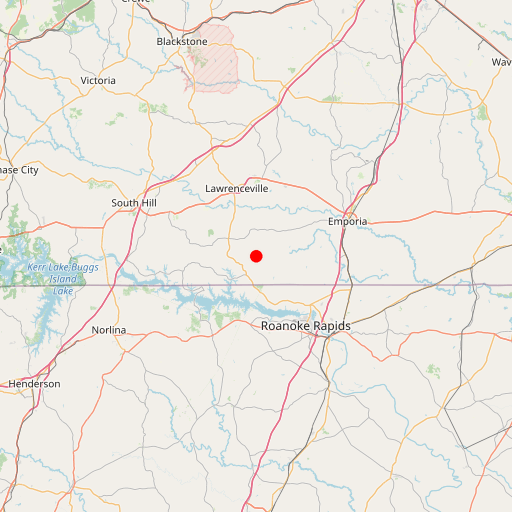 Crewe
Blackstone
Victoria
Wav
hase City
Lawrenceville
South Hill
Emporia
Kerr Lake Buggs
Island
Lake
Norlina
Roanoke Rapids
Henderson